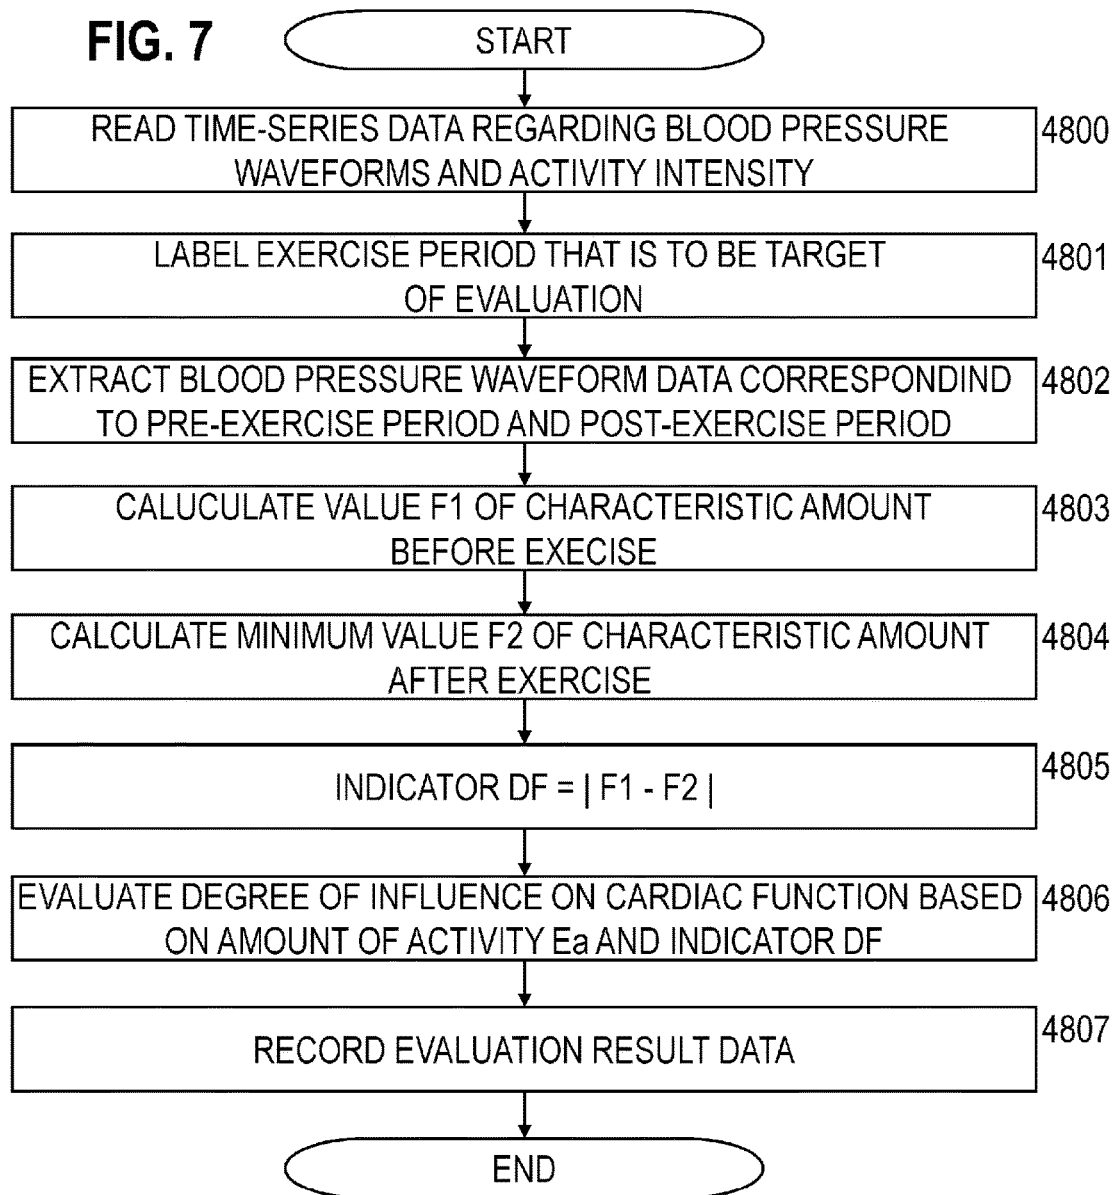 FIG. 7
START
READ TIME-SERIES DATA REGARDING BLOOD PRESSURE
WAVEFORMS AND ACTIVITY INTENSITY
4800
LABEL EXERCISE PERIOD THAT IS TO BE TARGET
OF EVALUATION
4801
EXTRACT BLOOD PRESSURE WAVEFORM DATA CORRESPONDIND
TO PRE-EXERCISE PERIOD AND POST-EXERCISE PERIOD
4802
CALUCULATE VALUE F1 OF CHARACTERISTIC AMOUNT
BEFORE EXECISE
4803
CALCULATE MINIMUM VALUE F2 OF CHARACTERISTIC AMOUNT
AFTER EXERCISE
4804
INDICATOR DF = | F1 - F2 |
4805
EVALUATE DEGREE OF INFLUENCE ON CARDIAC FUNCTION BASED
ON AMOUNT OF ACTIVITY Ea AND INDICATOR DF
4806
RECORD EVALUATION RESULT DATA
4807
END